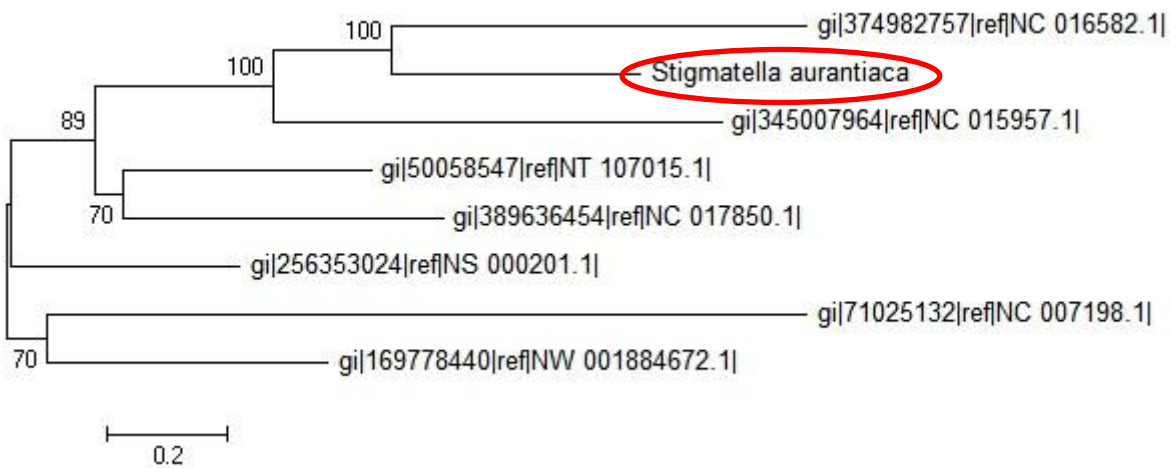 100
gi|374982757|ref|NC 016582.1|
100
Stigmatella aurantiaca
gi|345007964|ref|NC 015957.1|
89
gi|50058547|ref|NT 107015.1|
70
gi|389636454|ref|NC 017850.1|
gi|256353024|ref|NS 000201.1|
gi|71025132|ref|NC 007198.1|
70
gi|169778440|ref|NW 001884672.1|
0.2